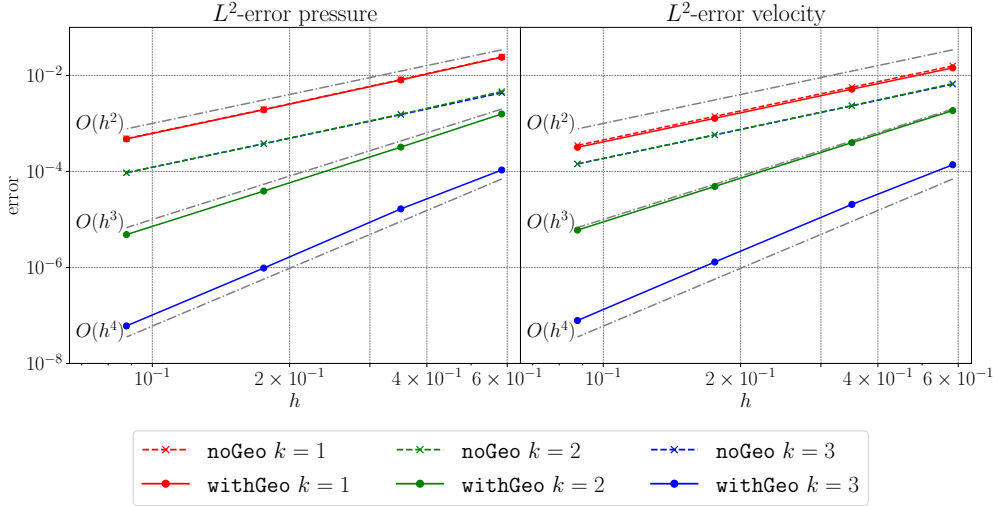 L²-error pressure
L²-error velocity
error
10⁻²
10⁻⁴
10⁻⁶
10⁻⁸
O(h²)
O(h³)
O(h⁴)
O(h²)
O(h³)
O(h⁴)
10⁻¹ 2 × 10⁻¹ 4 × 10⁻¹ 6 × 10⁻¹
10⁻¹ 2 × 10⁻¹ 4 × 10⁻¹ 6 × 10⁻¹
h
h
noGeo k = 1 noGeo k = 2 noGeo k = 3
withGeo k = 1 withGeo k = 2 withGeo k = 3